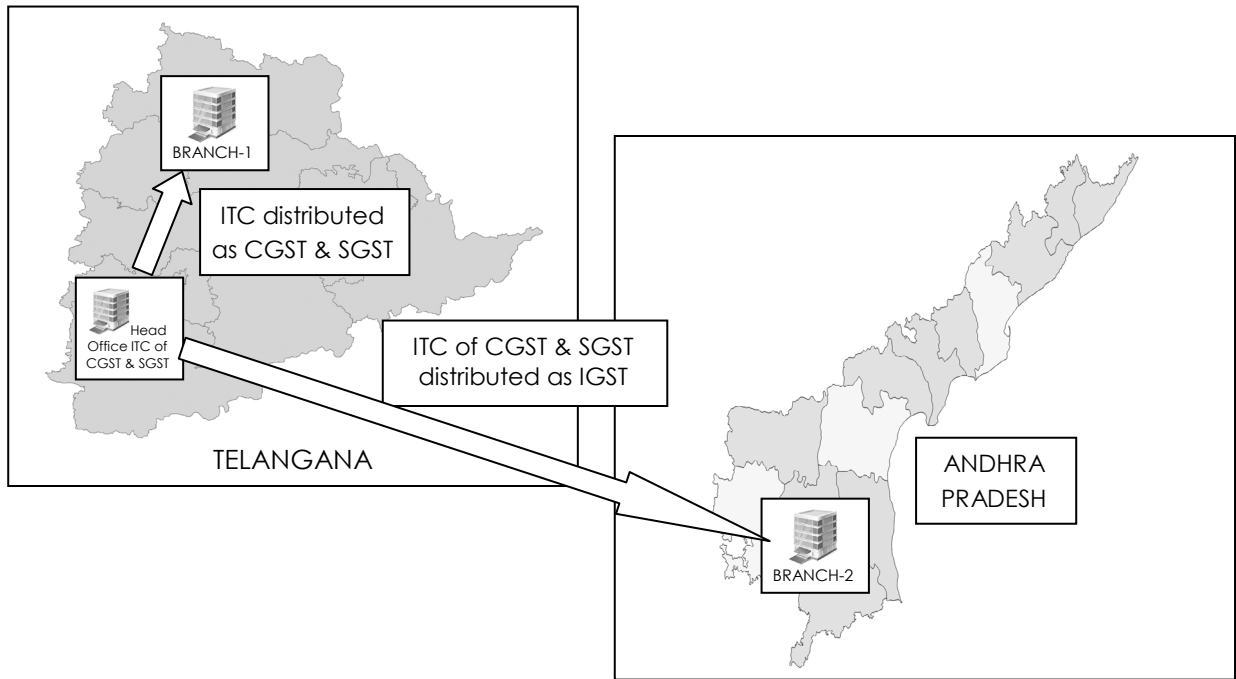 BRANCH-1
ITC distributed
as CGST & SGST
Head
Office ITC of
CGST & SGST
ITC of CGST & SGST
distributed as IGST
TELANGANA
ANDHRA
PRADESH
BRANCH-2